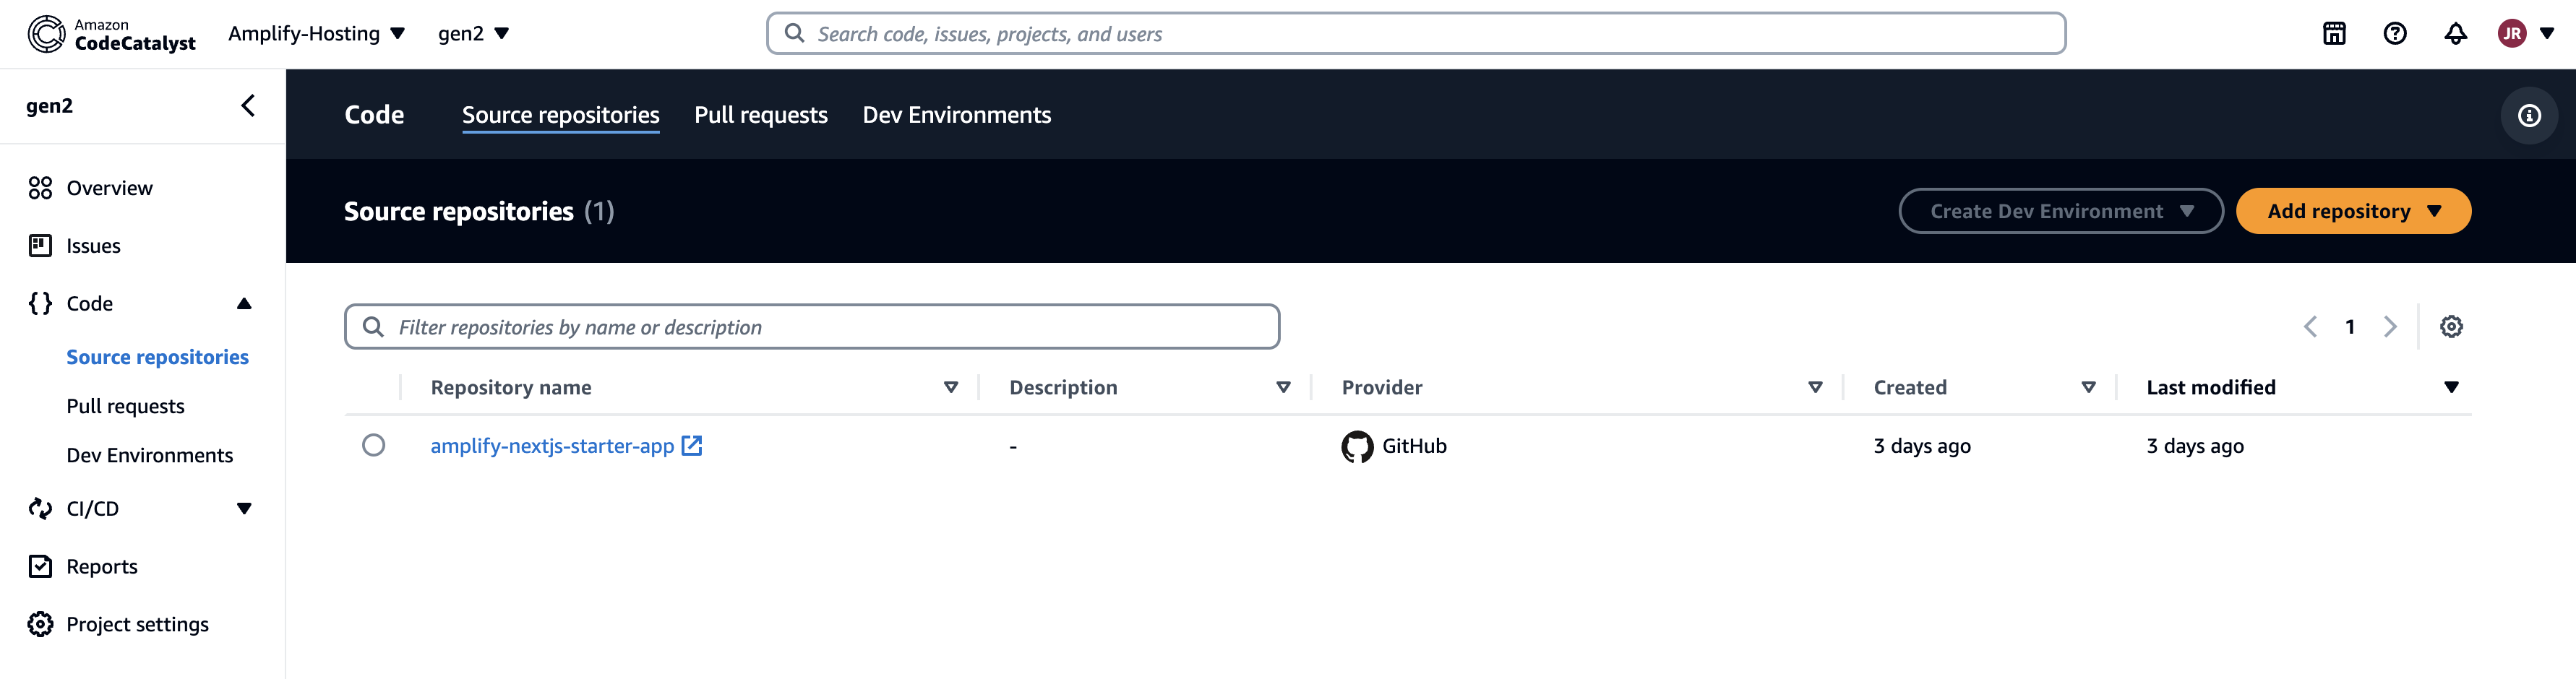 Amazon
CodeCatalyst
Amplify-Hosting
gen2
Search code, issues, projects, and users
JR
gen2
Overview
Issues
Code
Source repositories
Pull requests
Dev Environments
CI/CD
Reports
Project settings
Code
Source repositories
Pull requests
Dev Environments
Source repositories (1)
Create Dev Environment
Add repository
Filter repositories by name or description
1
Repository name
Description
Provider
Created
Last modified
amplify-nextjs-starter-app
-
GitHub
3 days ago
3 days ago